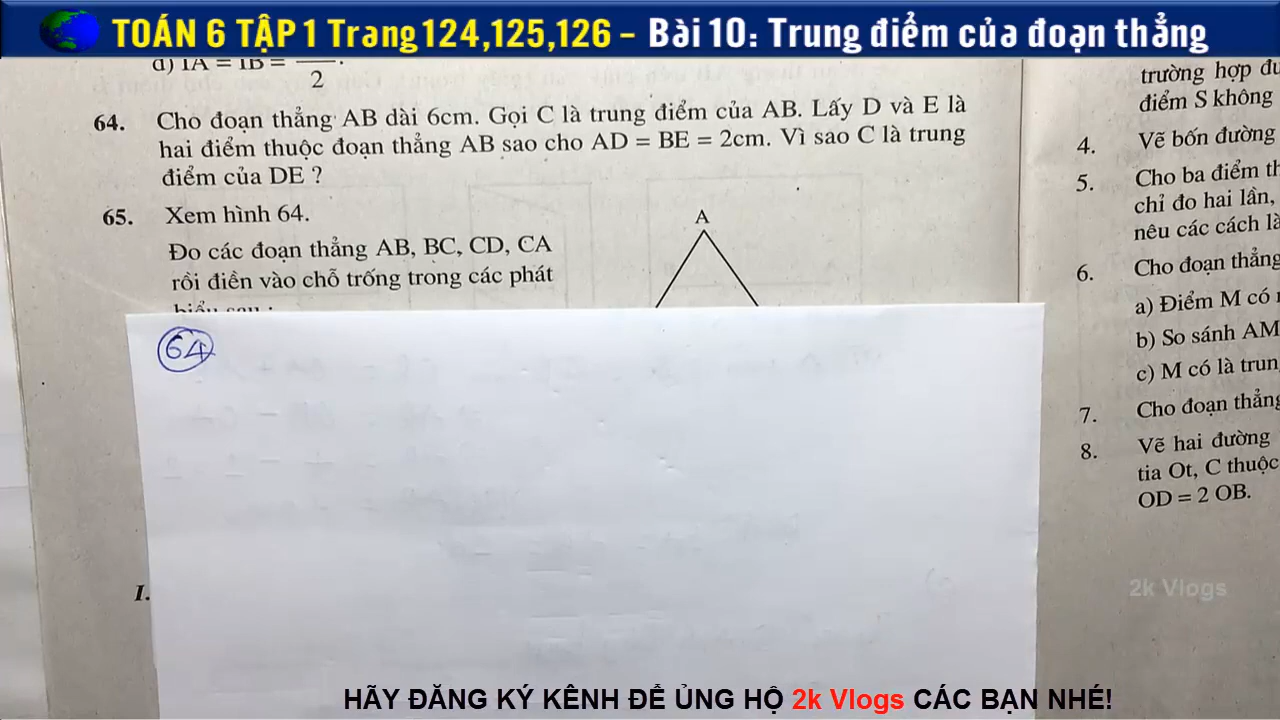 TOÁN 6 TẬP 1 Trang 124,125,126 - Bài 10: Trung điểm của đoạn thẳng
d) IA = IB = 2.
64. Cho đoạn thẳng AB dài 6cm. Gọi C là trung điểm của AB. Lấy D và E là
hai điểm thuộc đoạn thẳng AB sao cho AD = BE = 2cm. Vì sao C là trung
điểm của DE ?
65. Xem hình 64.
Đo các đoạn thẳng AB, BC, CD, CA
rồi điền vào chỗ trống trong các phát
biểu sau :
A
64
I.
trường hợp
điểm S không
4. Vẽ bốn đường
5. Cho ba điểm
chỉ đo hai lần,
nêu các cách
6. Cho đoạn thẳng
a) Điểm M có
b) So sánh AM
c) M có là
7. Cho đoạn thẳng
8. Vẽ hai đường
tia Ot, C thuộc
OD = 2 OB.
2k Vlogs
HÃY ĐĂNG KÝ KÊNH ĐỂ ỦNG HỘ 2k Vlogs CÁC BẠN NHÉ!